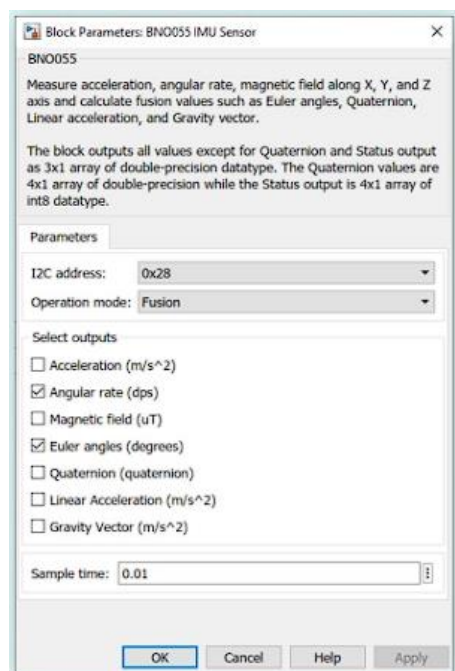 Block Parameters: BNO055 IMU Sensor
BNO055
Measure acceleration, angular rate, magnetic field along X, Y, and Z
axis and calculate fusion values such as Euler angles, Quaternion,
Linear acceleration, and Gravity vector.
The block outputs all values except for Quaternion and Status output
as 3x1 array of double-precision datatype. The Quaternion values are
4x1 array of double-precision while the Status output is 4x1 array of
int8 datatype.
Parameters
I2C address: 0x28
Operation mode: Fusion
Select outputs
Acceleration (m/s^2)
Angular rate (dps)
Magnetic field (uT)
Euler angles (degrees)
Quaternion (quaternion)
Linear Acceleration (m/s^2)
Gravity Vector (m/s^2)
Sample time: 0.01
OK Cancel Help Apply